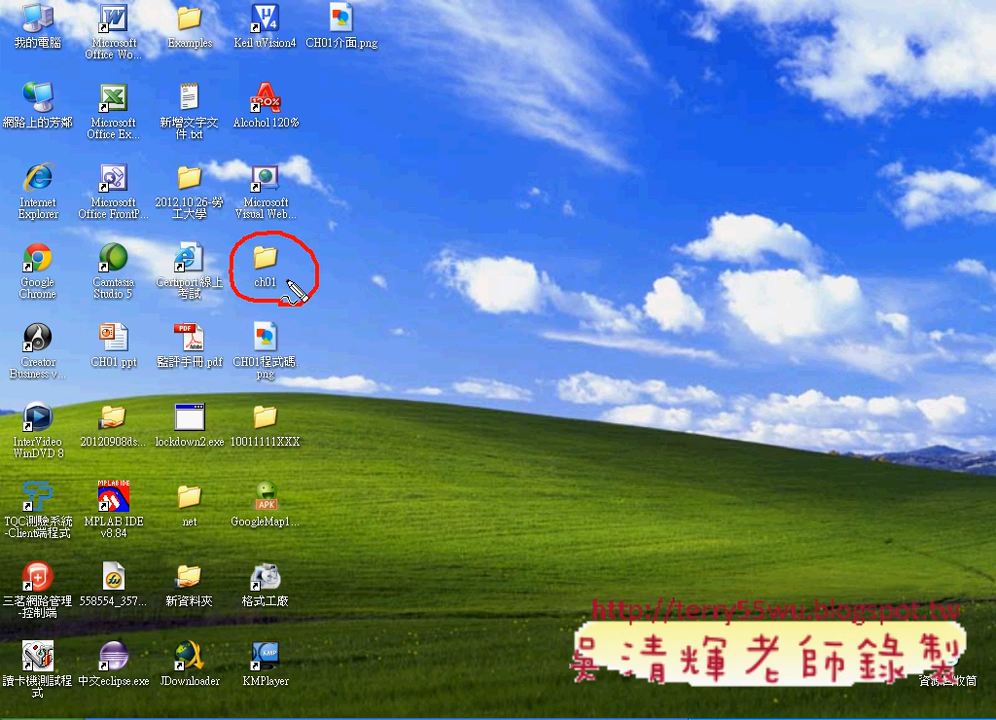 我的電腦
Microsoft
Office Wo...
Examples
Keil uVision4
CH01介面.png
網路上的芳鄰
Microsoft
Office Ex...
新增文字文
件.txt
120%
Alcohol 120%
Internet
Explorer
Microsoft
Office FrontP...
2012 10 26-勞
工大學
Microsoft
Visual Web...
Google
Chrome
Camtasia
Studio 5
Certiport線上
考試
ch01
Creator
Business v...
CH01.ppt
PDF
監評手冊.pdf
CH01程式碼.
png
InterVideo
WinDVD 8
20120908ds...
lockdown2.exe
10011111XXX
TQC測驗系統
-Client端程式
MPLAB IDE
MPLAB IDE
v8.84
net
APK
GoogleMap1...
三茗網路管理
-控制端
558554_357...
新資料夾
格式工廠
http://terry55wu.blogspot.tw
吳清輝老師錄製
讀卡機測試程
式
中文eclipse.exe
JDownloader
KMP
KMPlayer
資源回收筒